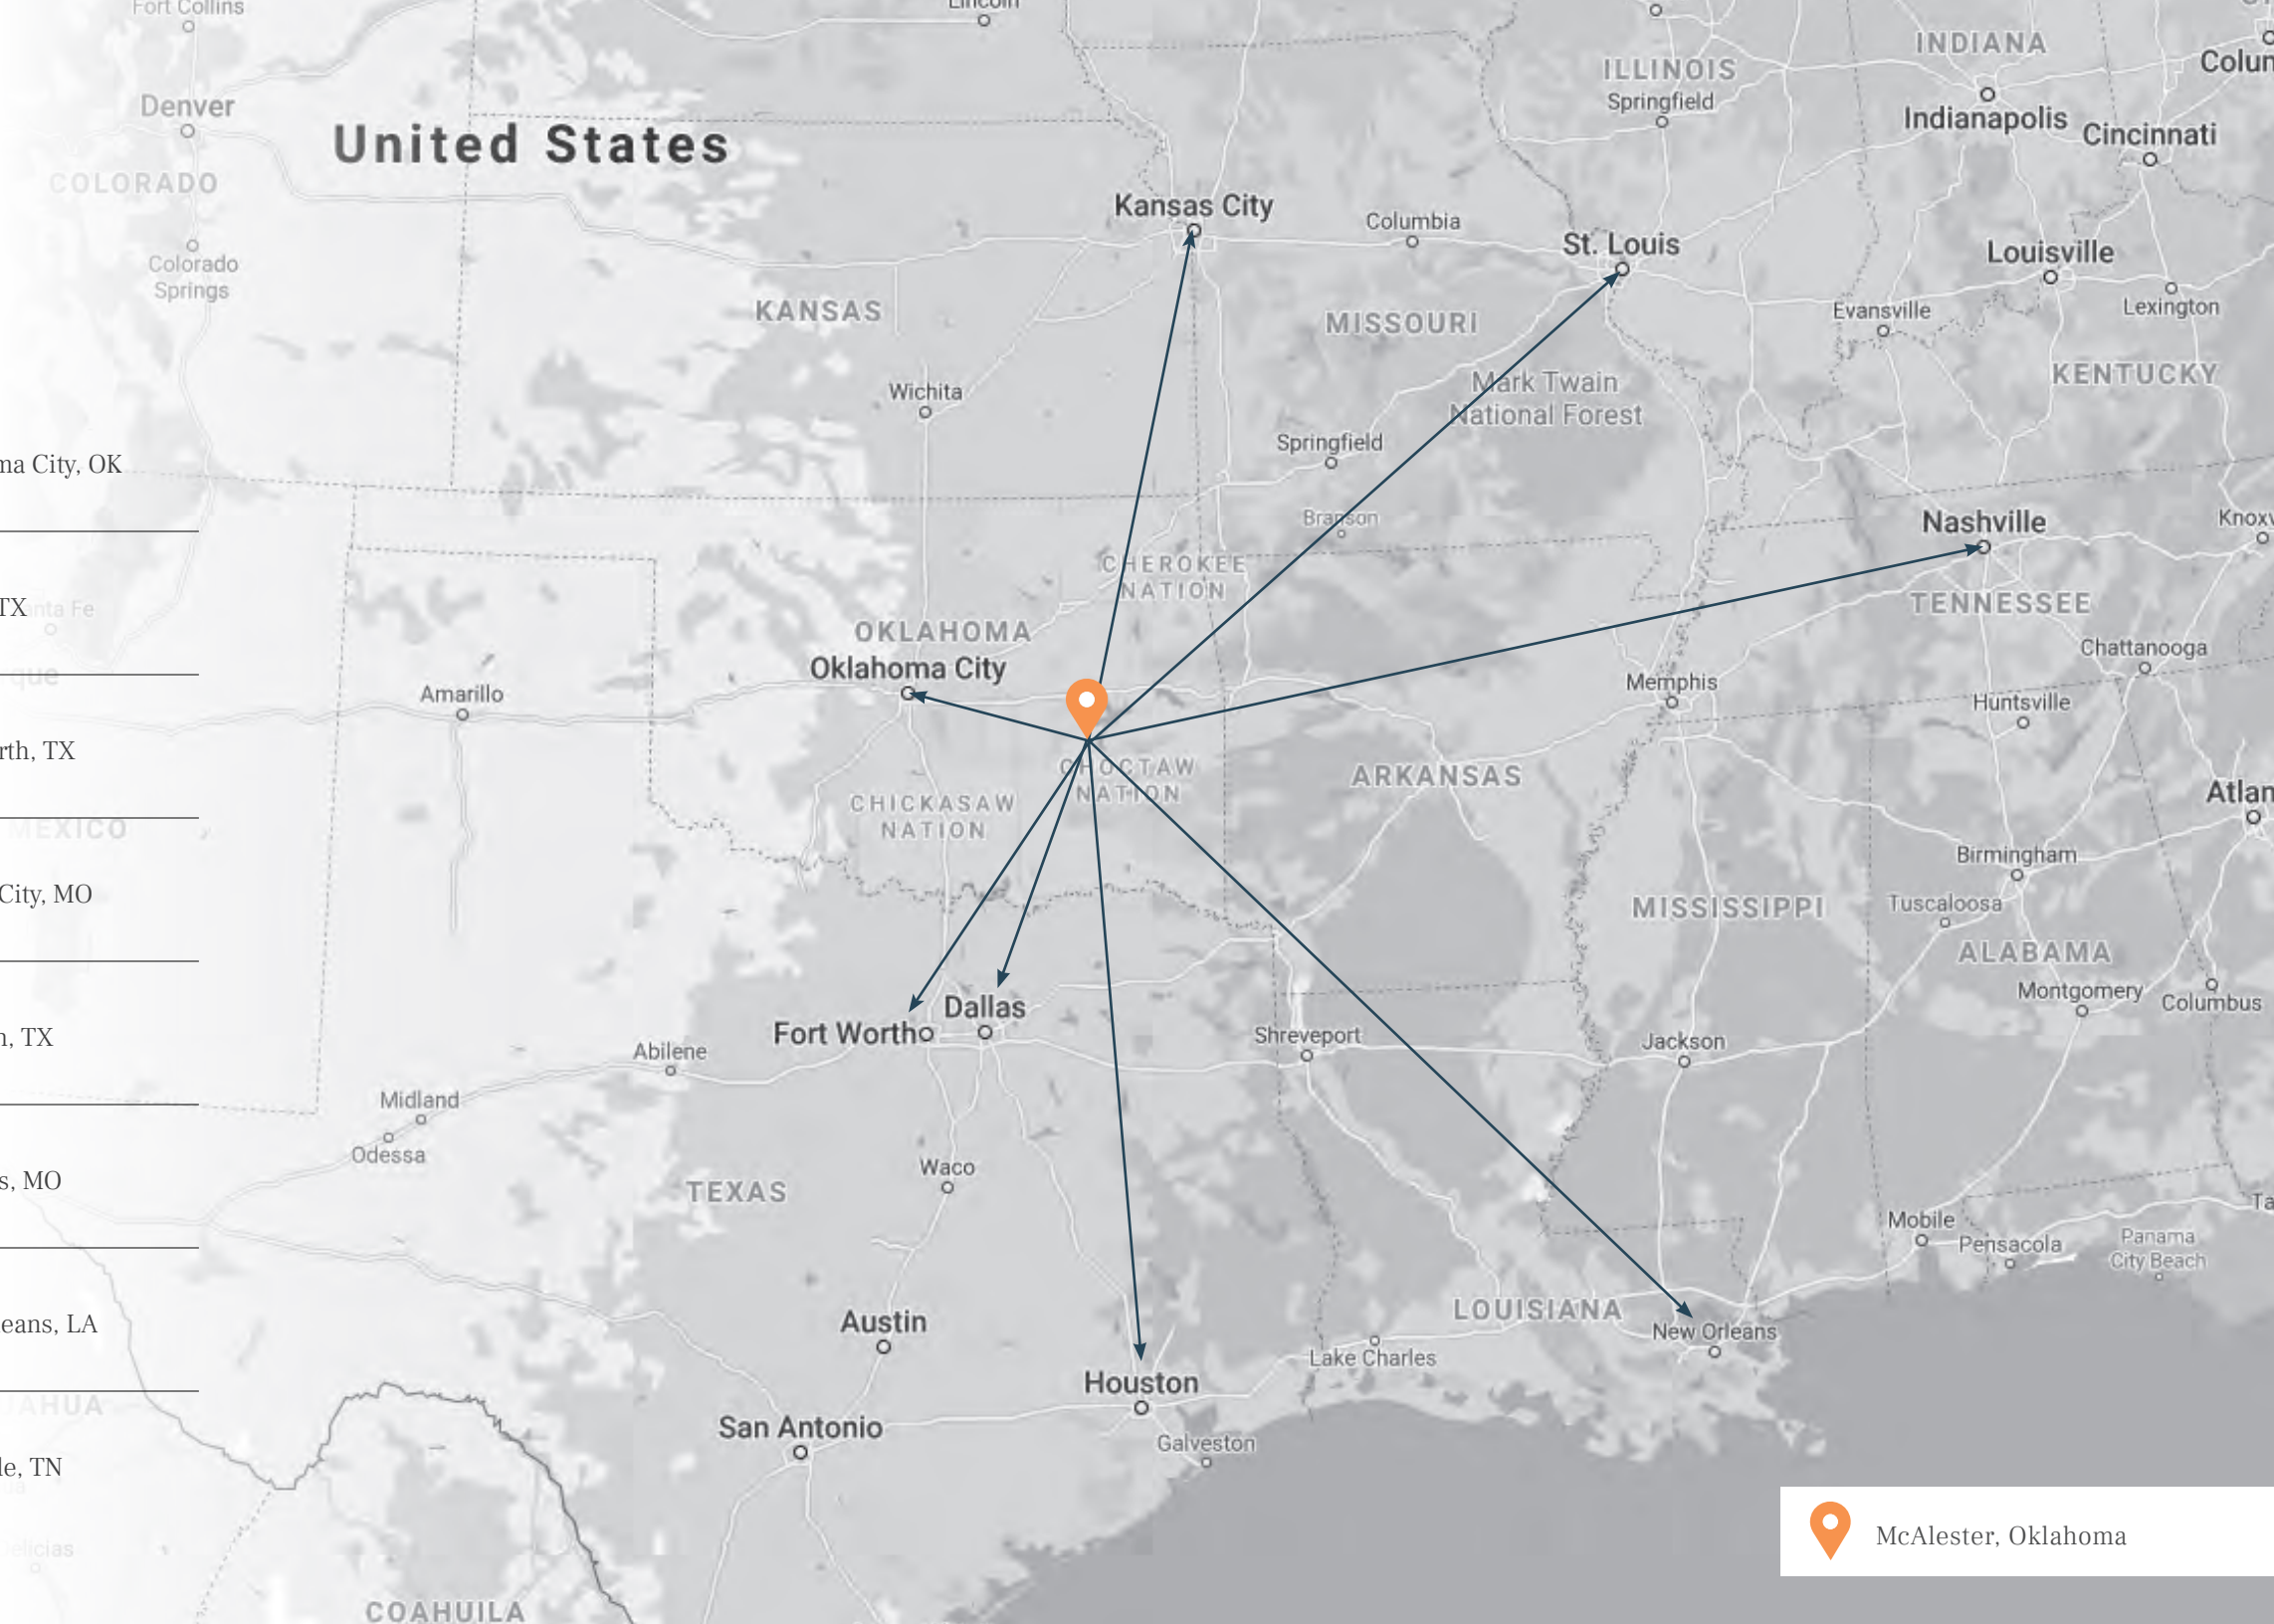 Fort Collins
Lincoln
INDIANA
ILLINOIS
Springfield
Denver
Indianapolis
Cincinnati
United States
COLORADO
Kansas City
Columbia
St. Louis
Louisville
Colorado
Springs
KANSAS
MISSOURI
Evansville
Lexington
Wichita
Mark Twain
National Forest
KENTUCKY
Springfield
ma City, OK
Branson
Nashville
CHEROKEE
NATION
TENNESSEE
TX
anta Fe
OKLAHOMA
Oklahoma City
Chattanooga
que
Amarillo
Memphis
Huntsville
rth, TX
CHOCTAW
NATION
ARKANSAS
CHICKASAW
NATION
MEXICO
Birmingham
City, MO
MISSISSIPPI
Tuscaloosa
ALABAMA
Montgomery
Columbus
Dallas
Fort Worth
n, TX
Abilene
Shreveport
Jackson
Midland
Odessa
Waco
s, MO
TEXAS
Mobile
Pensacola
Panama
City Beach
eans, LA
Austin
LOUISIANA
New Orleans
Lake Charles
Houston
AHUA
San Antonio
Galveston
le, TN
McAlester, Oklahoma
elicias
COAHUILA